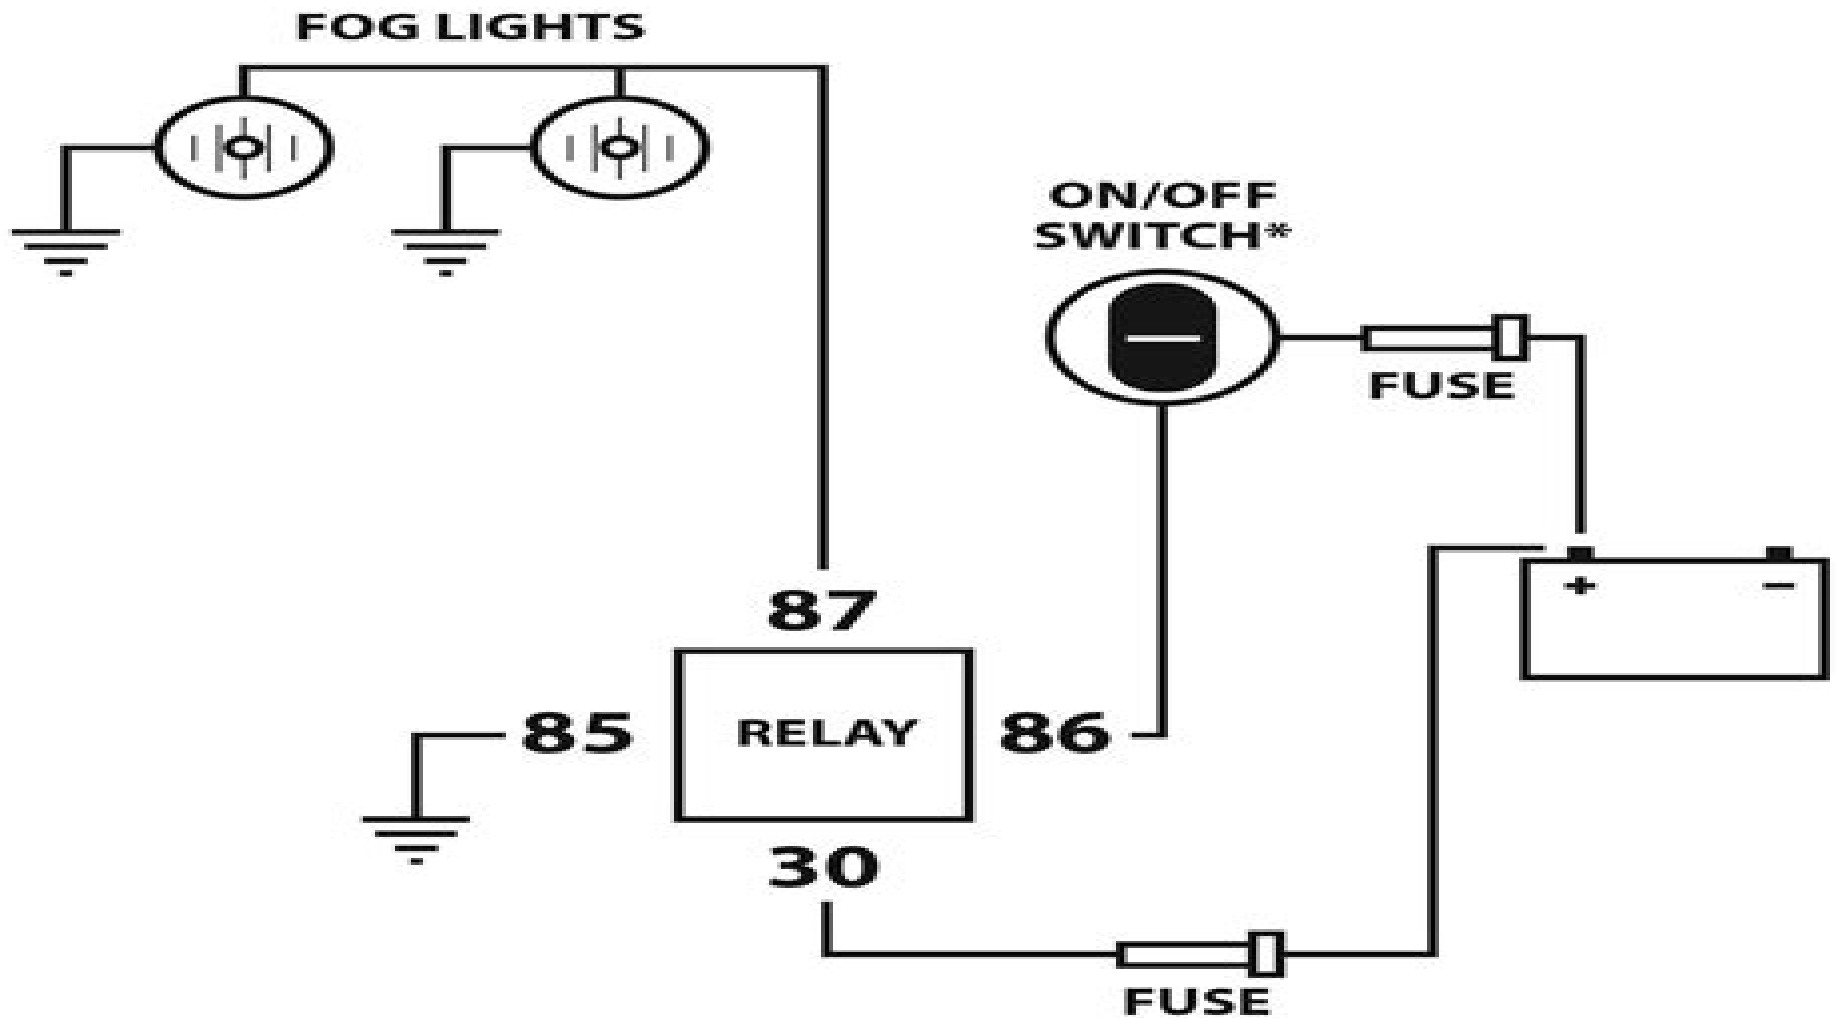 FOG LIGHTS
ON/OFF
SWITCH*
FUSE
+ −
87
85
RELAY
86
30
FUSE